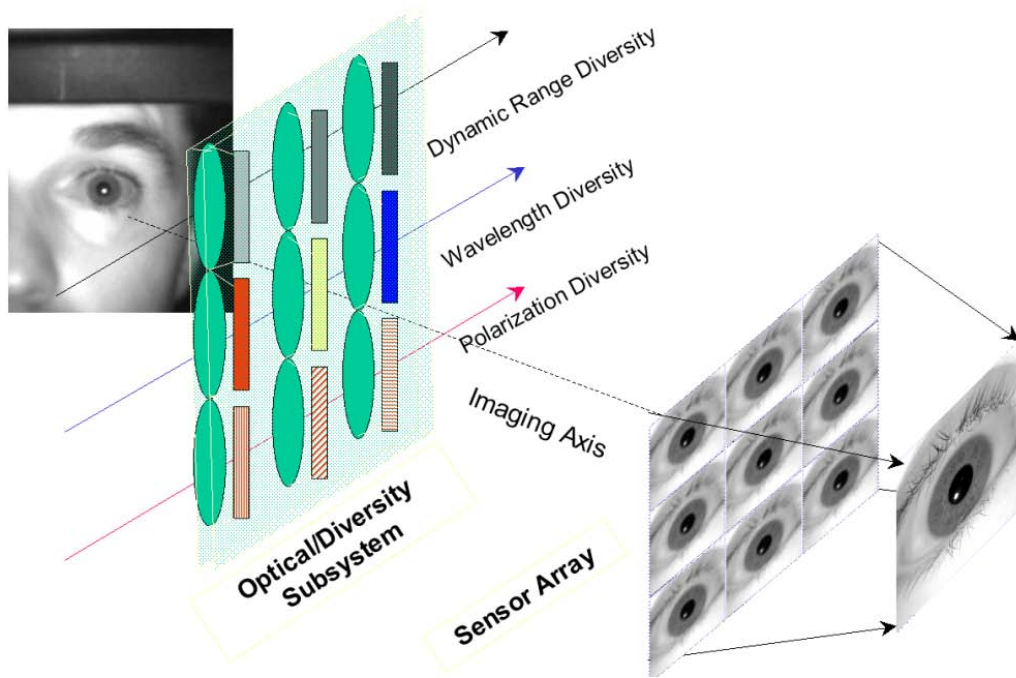 Dynamic Range Diversity
Wavelength Diversity
Polarization Diversity
Imaging Axis
Optical/Diversity
Subsystem
Sensor Array